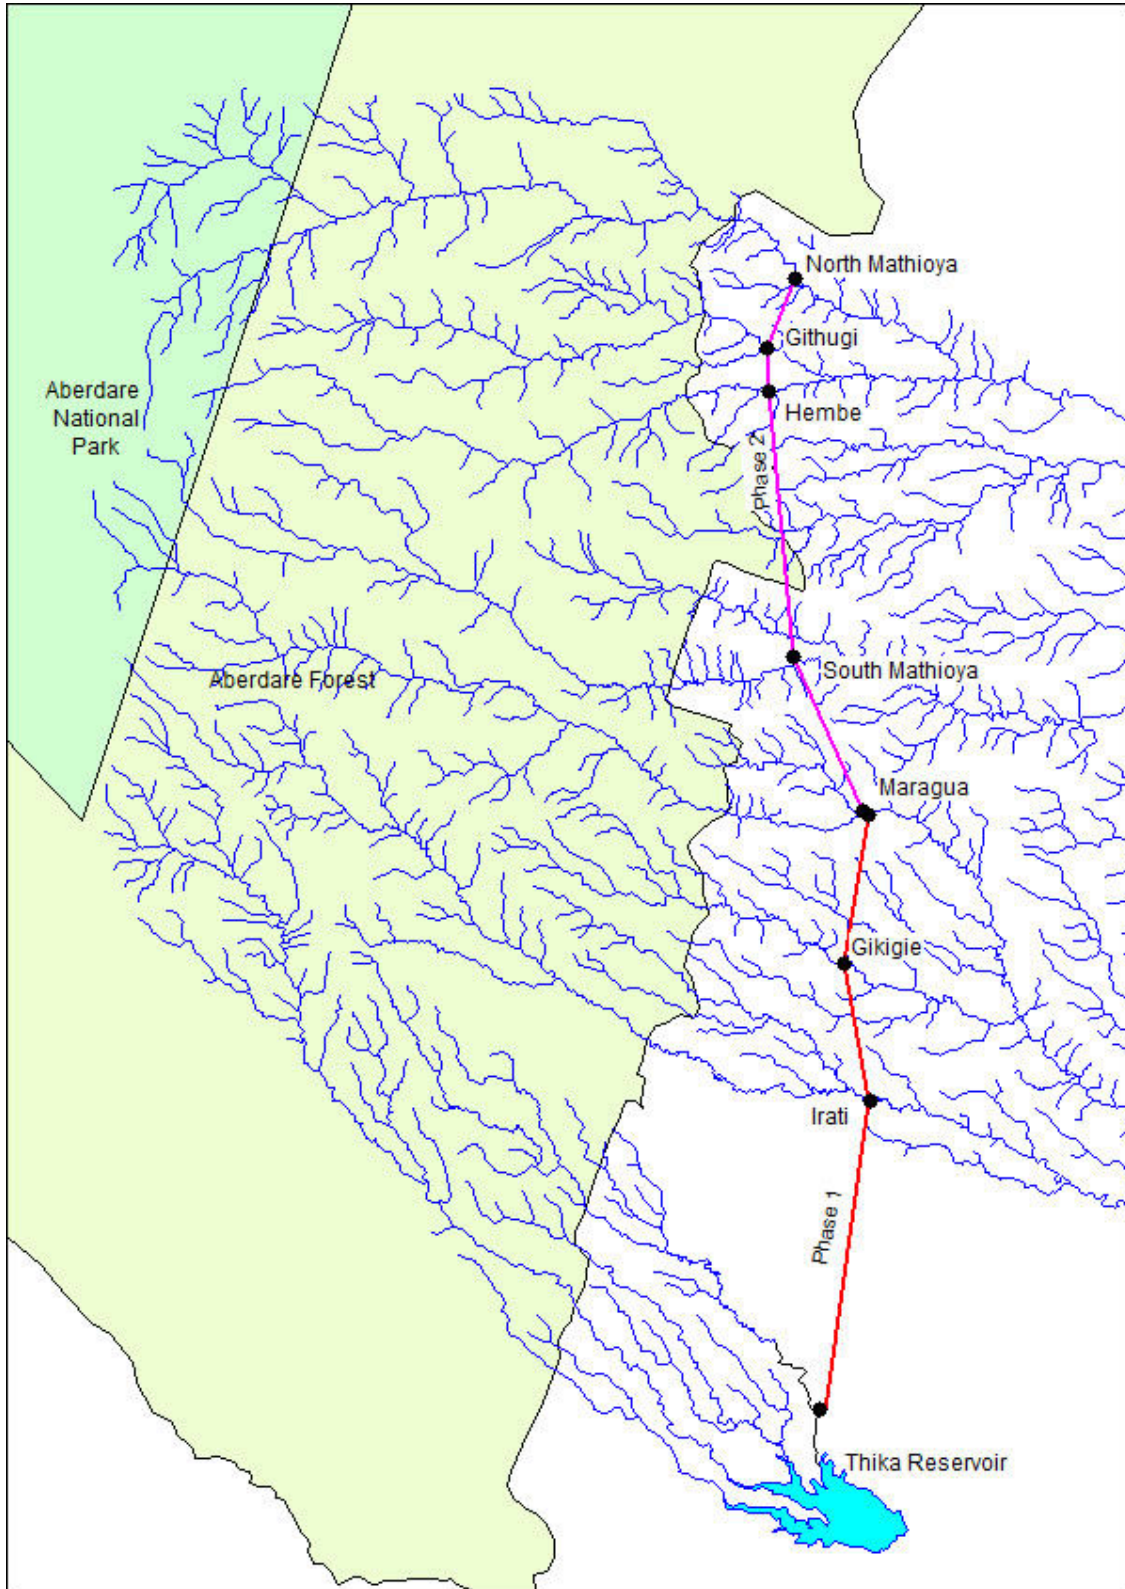 North Mathioya
Githugi
Aberdare
National
Park
Hembe
Phase 2
South Mathioya
Aberdare Forest
Maragua
Gikigie
Irati
Phase 1
Thika Reservoir